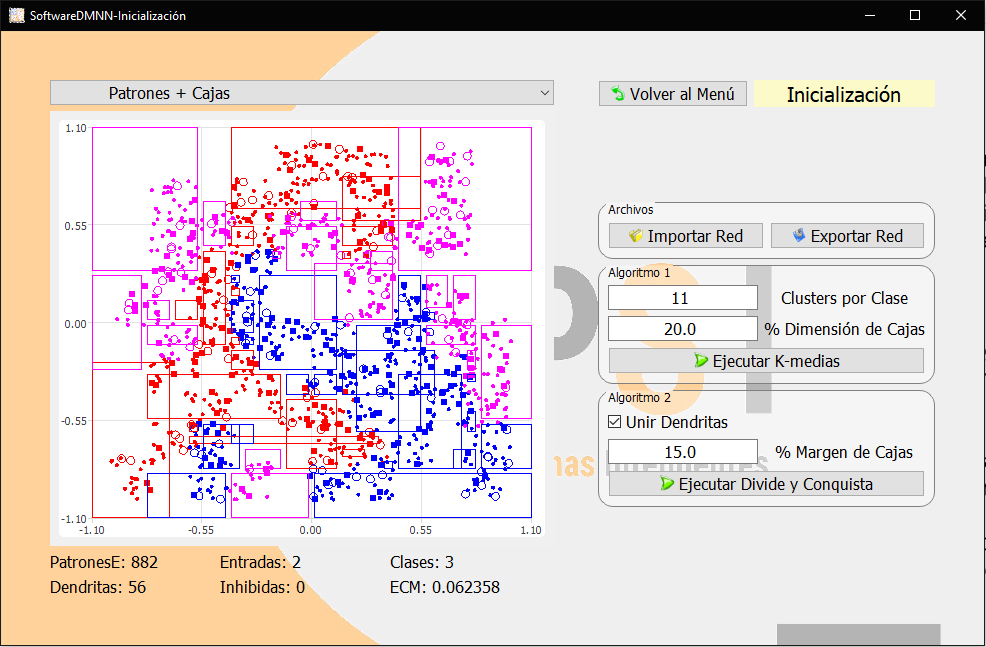 SoftwareDMNN-Inicialización
Patrones + Cajas
Volver al Menú
Inicialización
1.10
0.55
0.00
-0.55
-1.10
-1.10 -0.55 0.00 0.55 1.10
Archivos
Importar Red
Exportar Red
Algoritmo 1
11 Clusters por Clase
20.0 % Dimensión de Cajas
Ejecutar K-medias
Algoritmo 2
Unir Dendritas
15.0 % Margen de Cajas
Ejecutar Divide y Conquista
PatronesE: 882 Entradas: 2 Clases: 3
Dendritas: 56 Inhibidas: 0 ECM: 0.062358